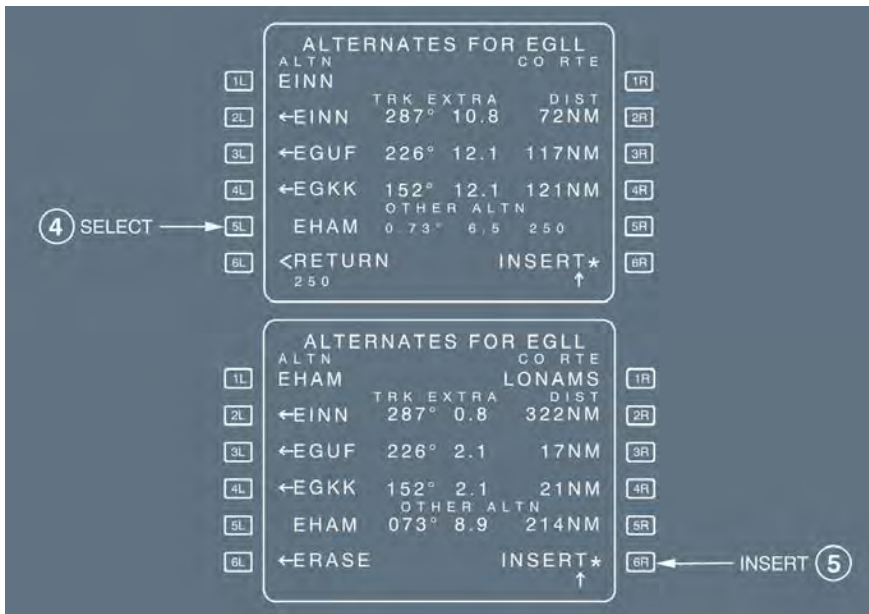 ALTERNATES FOR EGLL
ALTN CO RTE
1L EINN 1R
TRK EXTRA DIST
2L ←EINN 287° 10.8 72NM 2R
3L ←EGUF 226° 12.1 117NM 3R
4L ←EGKK 152° 12.1 121NM 4R
OTHER ALTN
④ SELECT 5L EHAM 0.73° 6.5 250 5R
6L <RETURN INSERT* 6R
250 ↑
ALTERNATES FOR EGLL
ALTN CO RTE
1L EHAM LONAMS 1R
TRK EXTRA DIST
2L ←EINN 287° 0.8 322NM 2R
3L ←EGUF 226° 2.1 17NM 3R
4L ←EGKK 152° 2.1 21NM 4R
OTHER ALTN
5L EHAM 073° 8.9 214NM 5R
6L ←ERASE INSERT* 6R INSERT ⑤
↑